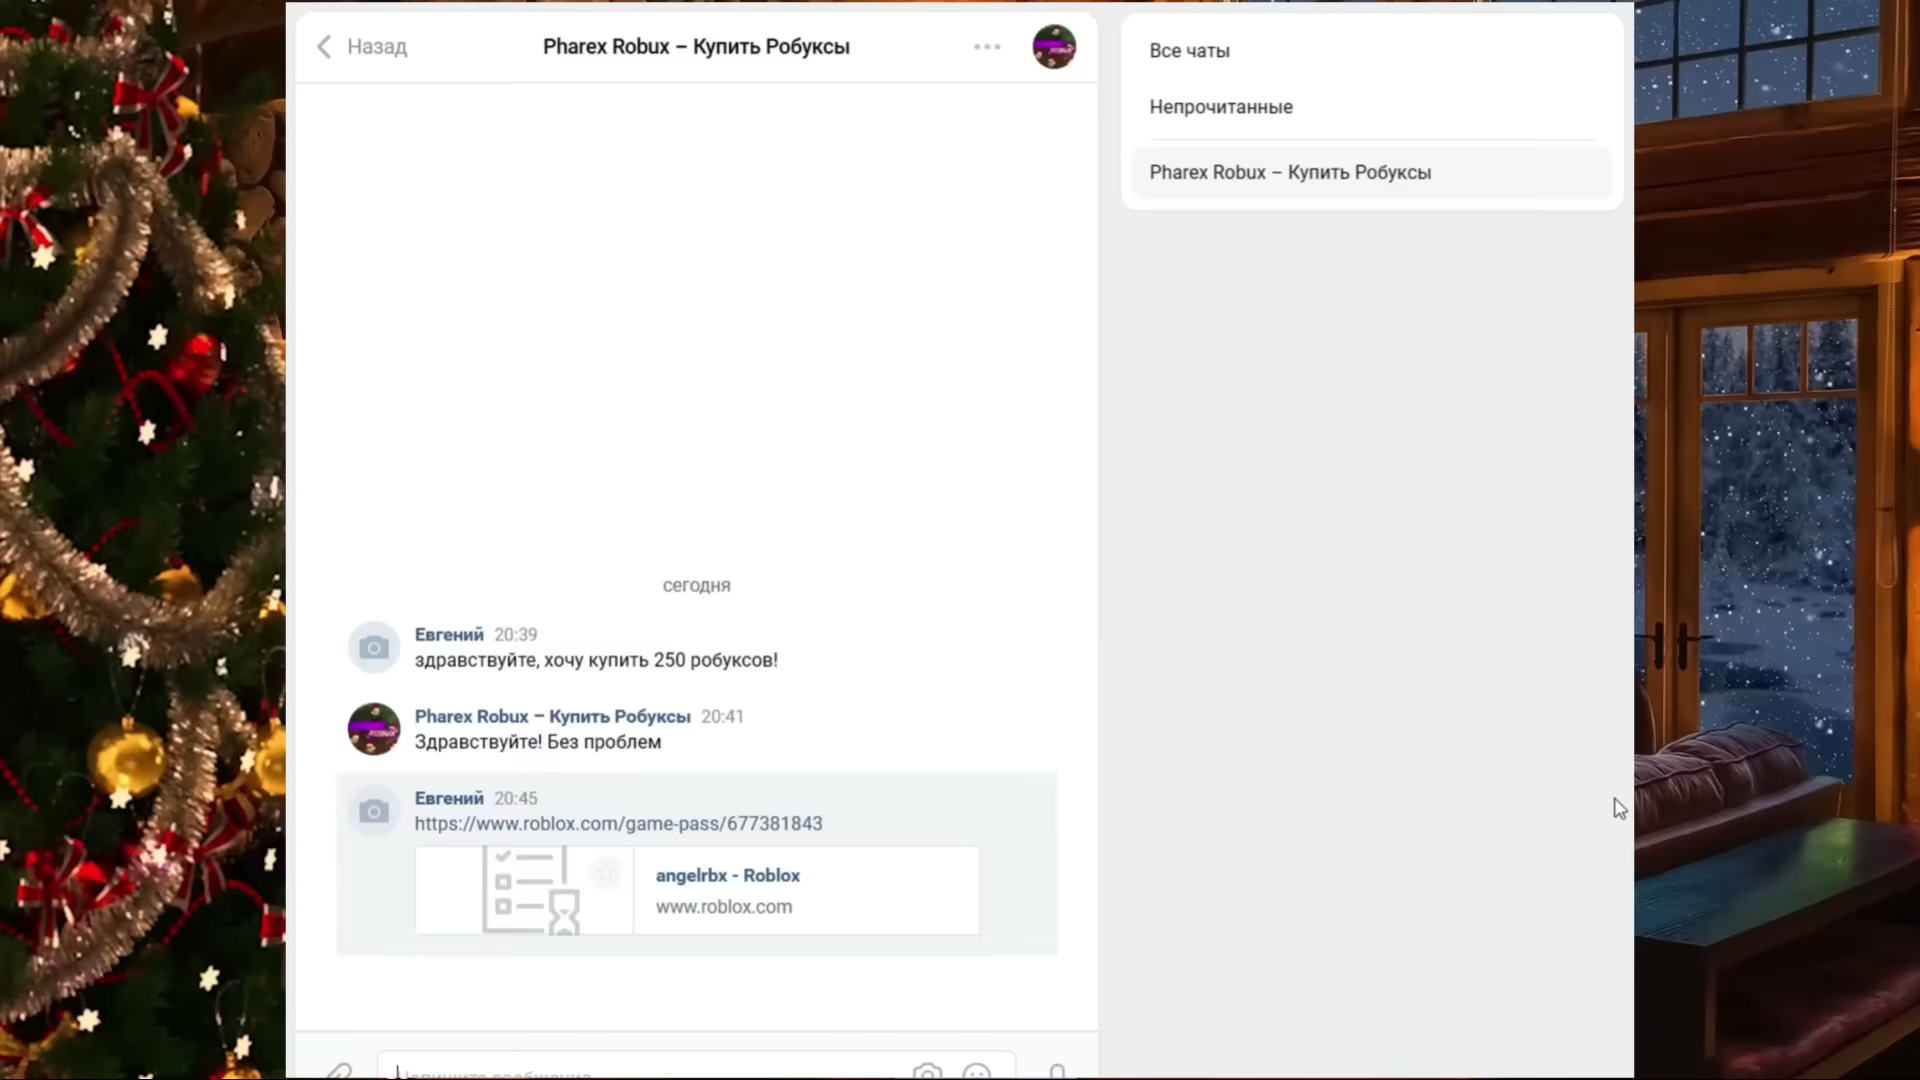 Назад
Pharex Robux – Купить Робуксы
Все чаты
Непрочитанные
Pharex Robux – Купить Робуксы
сегодня
Евгений 20:39
здравствуйте, хочу купить 250 робуксов!
Pharex Robux – Купить Робуксы 20:41
Здравствуйте! Без проблем
Евгений 20:45
https://www.roblox.com/game-pass/677381843
angelrbx - Roblox
www.roblox.com